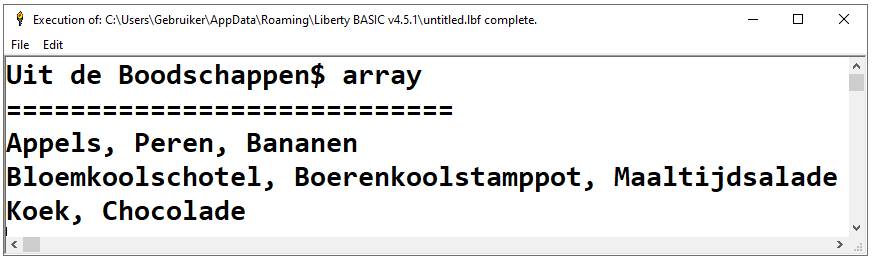 Execution of: C:\Users\Gebruiker\AppData\Roaming\Liberty BASIC v4.5.1\untitled.lbf complete.
File Edit
Uit de Boodschappen$ array
============================
Appels, Peren, Bananen
Bloemkoolschotel, Boerenkoolstamppot, Maaltijdsalade
Koek, Chocolade